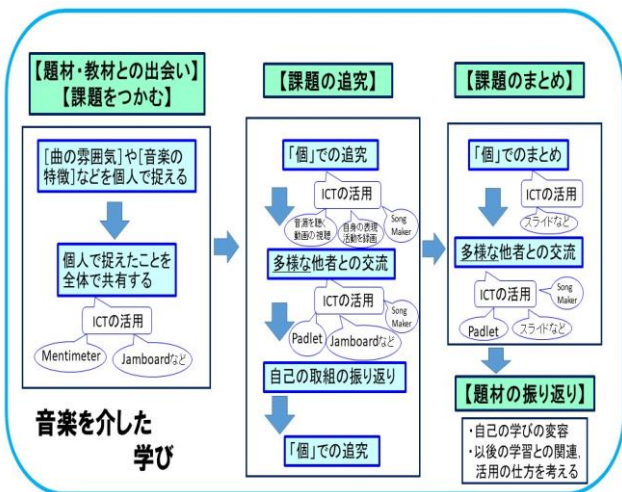 【題材・教材との出会い】
【課題をつかむ】
[曲の雰囲気]や[音楽の
特徴]などを個人で捉える
個人で捉えたことを
全体で共有する
ICTの活用
Mentimeter
Jamboardなど
音楽を介した
学び
【課題の追究】
「個」での追究
ICTの活用
音源を聴く
動画の視聴
自身の表現
活動を録画
Song
Maker
多様な他者との交流
ICTの活用
Song
Maker
Padlet
Jamboardなど
自己の取組の振り返り
「個」での追究
【課題のまとめ】
「個」でのまとめ
ICTの活用
スライドなど
多様な他者との交流
ICTの活用
Song
Maker
Padlet
スライドなど
【題材の振り返り】
・自己の学びの変容
・以後の学習との関連,
活用の仕方を考える